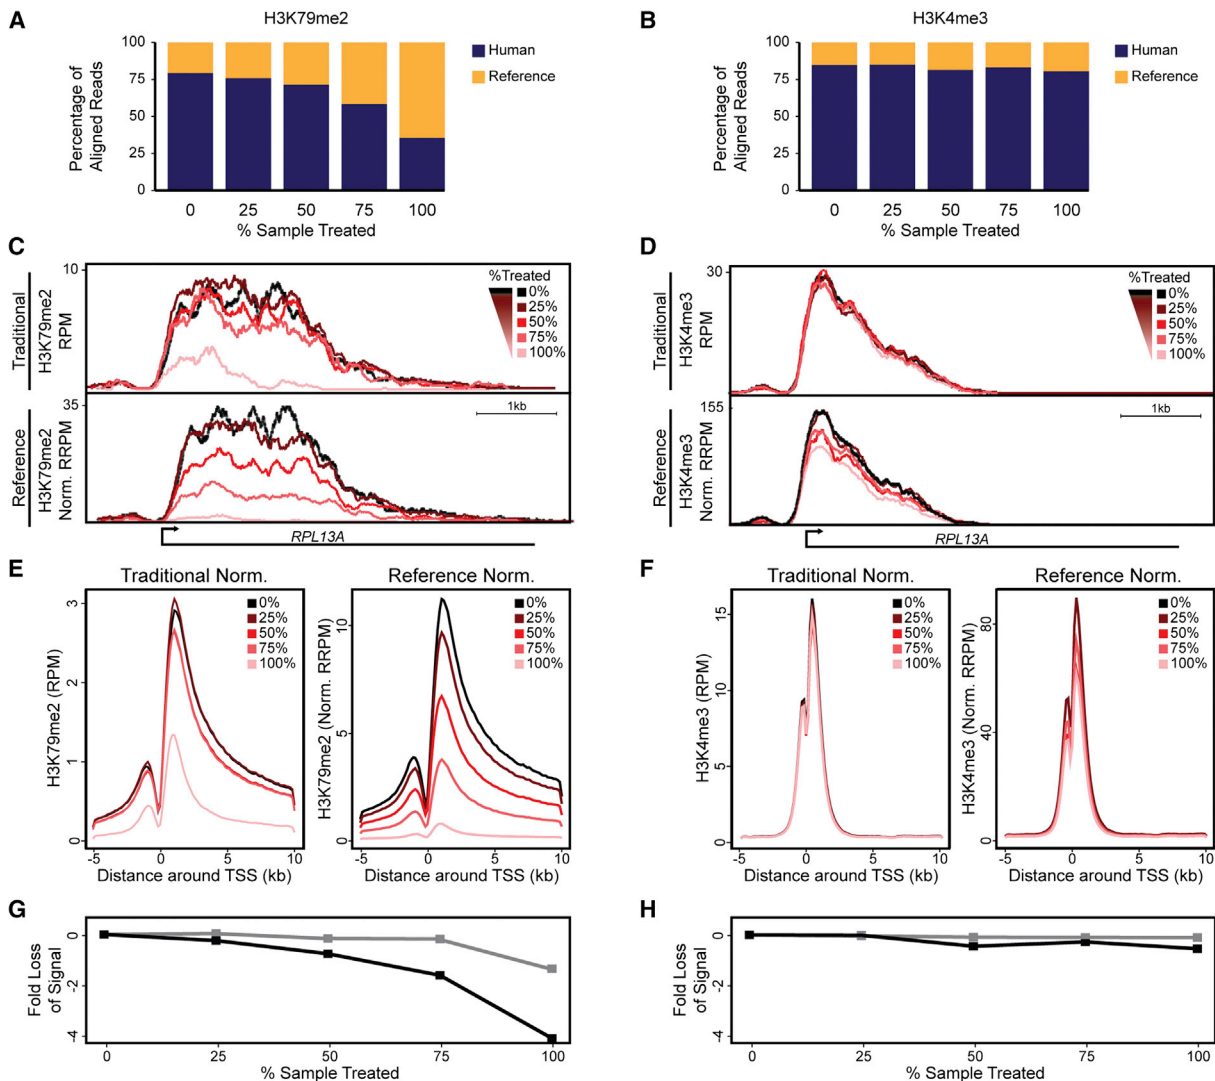 A
H3K79me2
Percentage of
Aligned Reads
100
75
50
25
0
0 25 50 75 100
% Sample Treated
Human
Reference
B
H3K4me3
Percentage of
Aligned Reads
100
75
50
25
0
0 25 50 75 100
% Sample Treated
Human
Reference
C
Traditional
H3K79me2
RPM
10
%Treated
0%
25%
50%
75%
100%
Reference
H3K79me2
Norm. RRPM
35
1kb
RPL13A
D
Traditional
H3K4me3
RPM
30
%Treated
0%
25%
50%
75%
100%
Reference
H3K4me3
Norm. RRPM
155
1kb
RPL13A
E
Traditional Norm.
H3K79me2 (RPM)
3
2
1
0
0%
25%
50%
75%
100%
-5 0 5 10
Distance around TSS (kb)
Reference Norm.
H3K79me2 (Norm. RRPM)
10
5
0
0%
25%
50%
75%
100%
-5 0 5 10
Distance around TSS (kb)
F
Traditional Norm.
H3K4me3 (RPM)
15
10
5
0
0%
25%
50%
75%
100%
-5 0 5 10
Distance around TSS (kb)
Reference Norm.
H3K4me3 (Norm. RRPM)
80
40
0
0%
25%
50%
75%
100%
-5 0 5 10
Distance around TSS (kb)
G
Fold Loss
of Signal
0
-2
-4
0 25 50 75 100
% Sample Treated
H
Fold Loss
of Signal
0
-2
-4
0 25 50 75 100
% Sample Treated